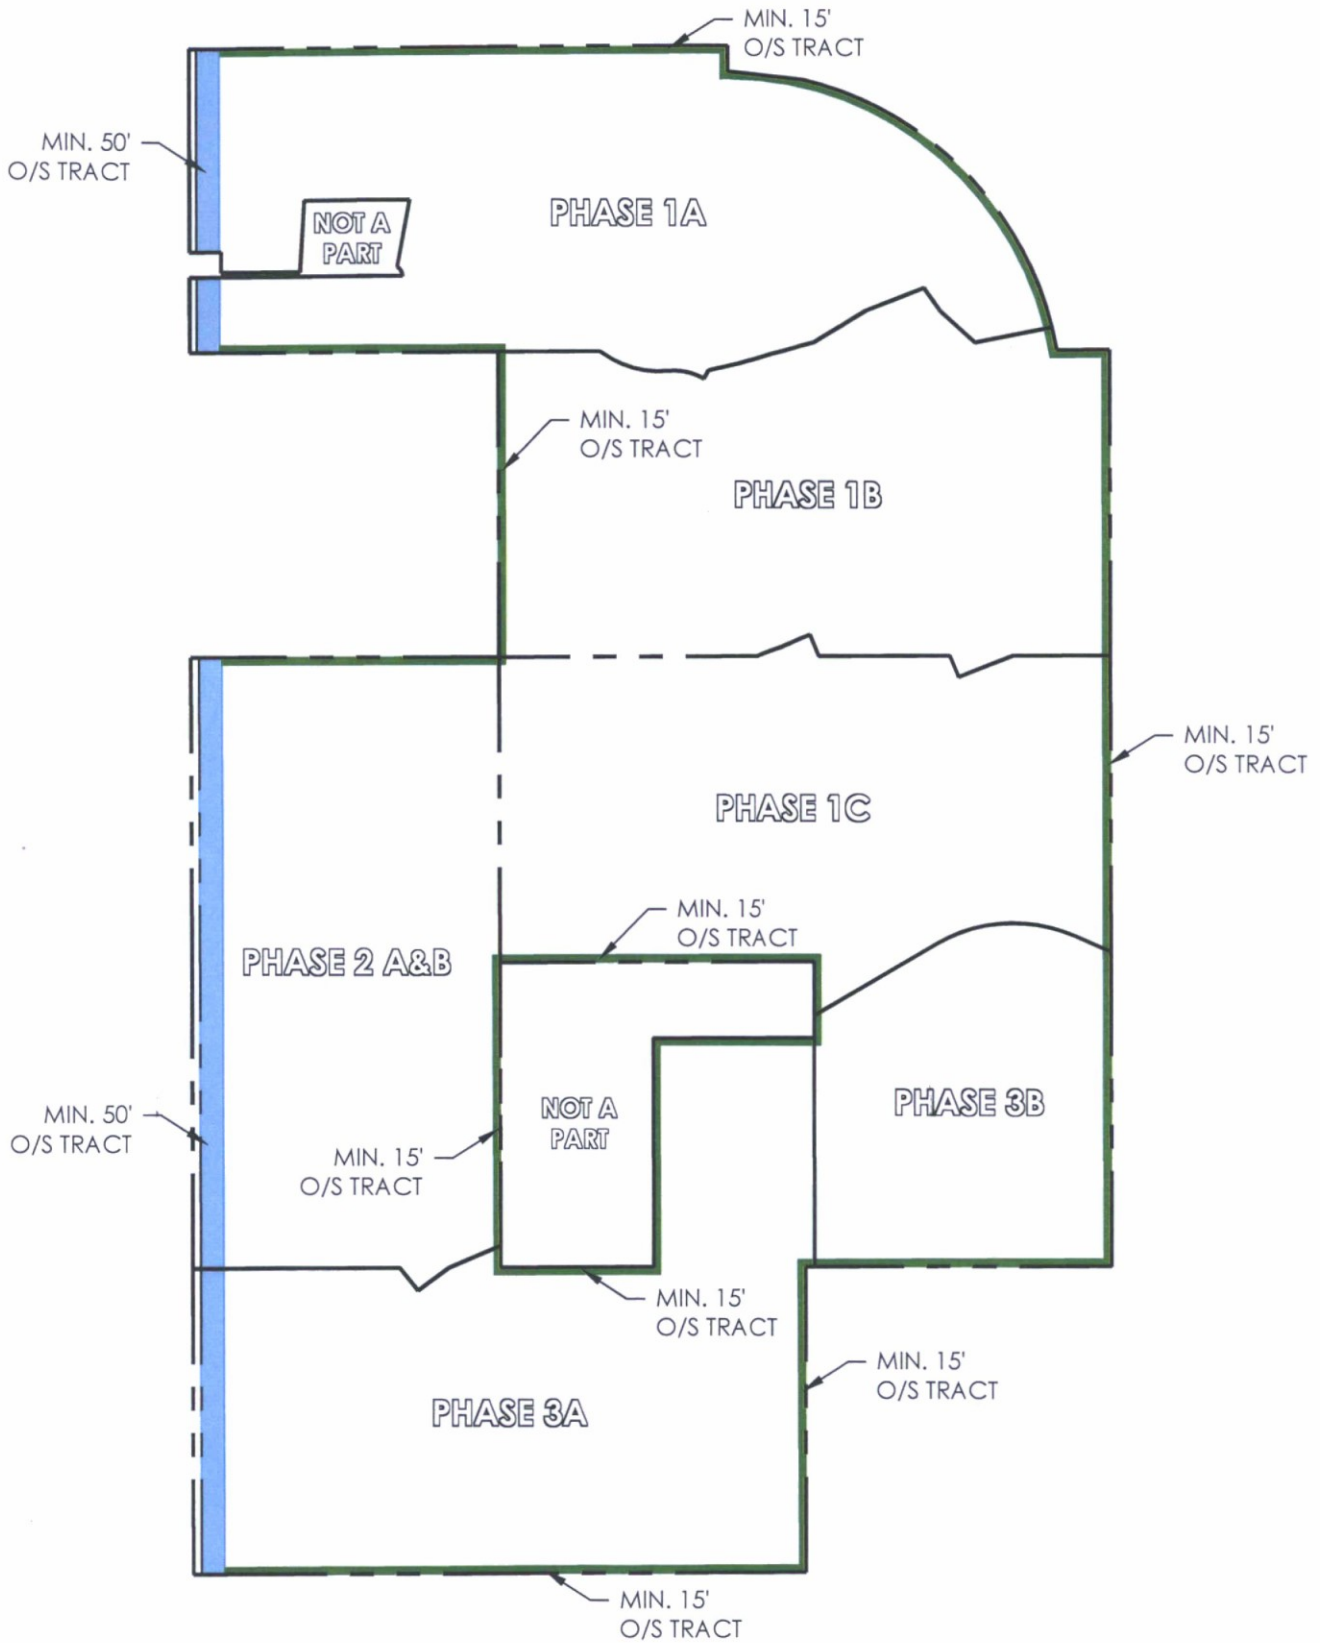 MIN. 15'
O/S TRACT
MIN. 50'
O/S TRACT
NOT A
PART
PHASE 1A
MIN. 15'
O/S TRACT
PHASE 1B
MIN. 15'
O/S TRACT
PHASE 1C
MIN. 15'
O/S TRACT
PHASE 2 A&B
MIN. 50'
O/S TRACT
MIN. 15'
O/S TRACT
NOT A
PART
PHASE 3B
MIN. 15'
O/S TRACT
MIN. 15'
O/S TRACT
PHASE 3A
MIN. 15'
O/S TRACT